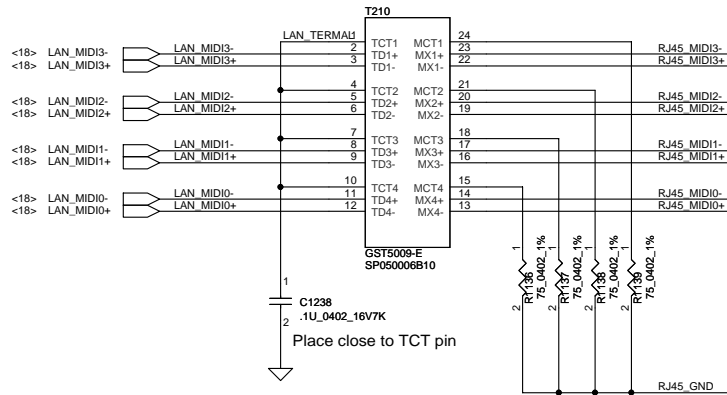 T210
LAN_TERMAL 1 TCT1 MCT1 24
<18> LAN_MIDI3- LAN_MIDI3- 2 TD1+ MX1+ 23 RJ45_MIDI3-
<18> LAN_MIDI3+ LAN_MIDI3+ 3 TD1- MX1- 22 RJ45_MIDI3+
4 TCT2 MCT2 21
<18> LAN_MIDI2- LAN_MIDI2- 5 TD2+ MX2+ 20 RJ45_MIDI2-
<18> LAN_MIDI2+ LAN_MIDI2+ 6 TD2- MX2- 19 RJ45_MIDI2+
7 TCT3 MCT3 18
<18> LAN_MIDI1- LAN_MIDI1- 8 TD3+ MX3+ 17 RJ45_MIDI1-
<18> LAN_MIDI1+ LAN_MIDI1+ 9 TD3- MX3- 16 RJ45_MIDI1+
10 TCT4 MCT4 15
<18> LAN_MIDI0- LAN_MIDI0- 11 TD4+ MX4+ 14 RJ45_MIDI0-
<18> LAN_MIDI0+ LAN_MIDI0+ 12 TD4- MX4- 13 RJ45_MIDI0+
GST5009-E
SP050006B10
1
C1238
.1U_0402_16V7K
2
Place close to TCT pin
1 R1136 2 75_0402_1%
1 R1137 2 75_0402_1%
1 R1138 2 75_0402_1%
1 R1139 2 75_0402_1%
RJ45_GND